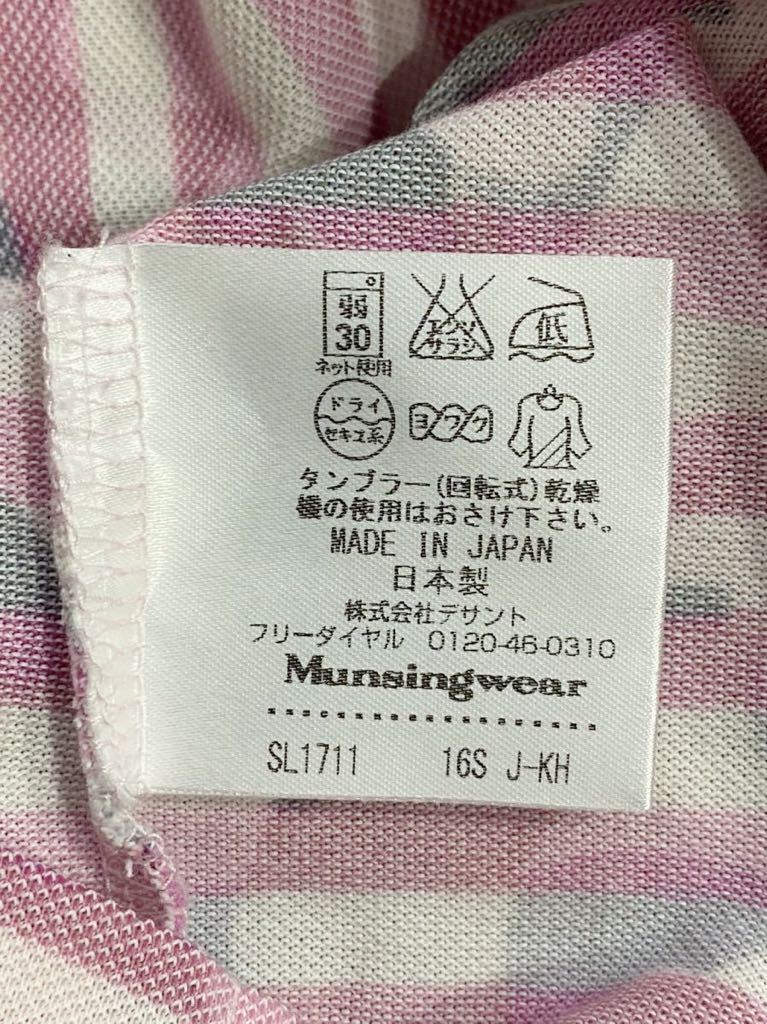 弱
30
ネット使用
エンソ
サラシ
低
ドライ
セキユ系
ヨワク
タンブラー(回転式)乾燥
機の使用はおさけ下さい。
MADE IN JAPAN
日本製
株式会社デサント
フリーダイヤル 0120-46-0310
Munsingwear
SL1711 16S J-KH